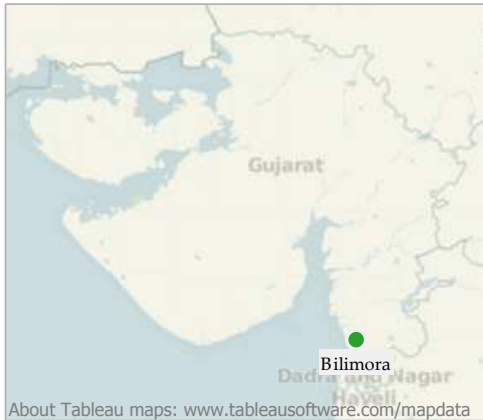 Gujarat
Bilimora
Dadra and Nagar
Haveli
About Tableau maps: www.tableausoftware.com/mapdata